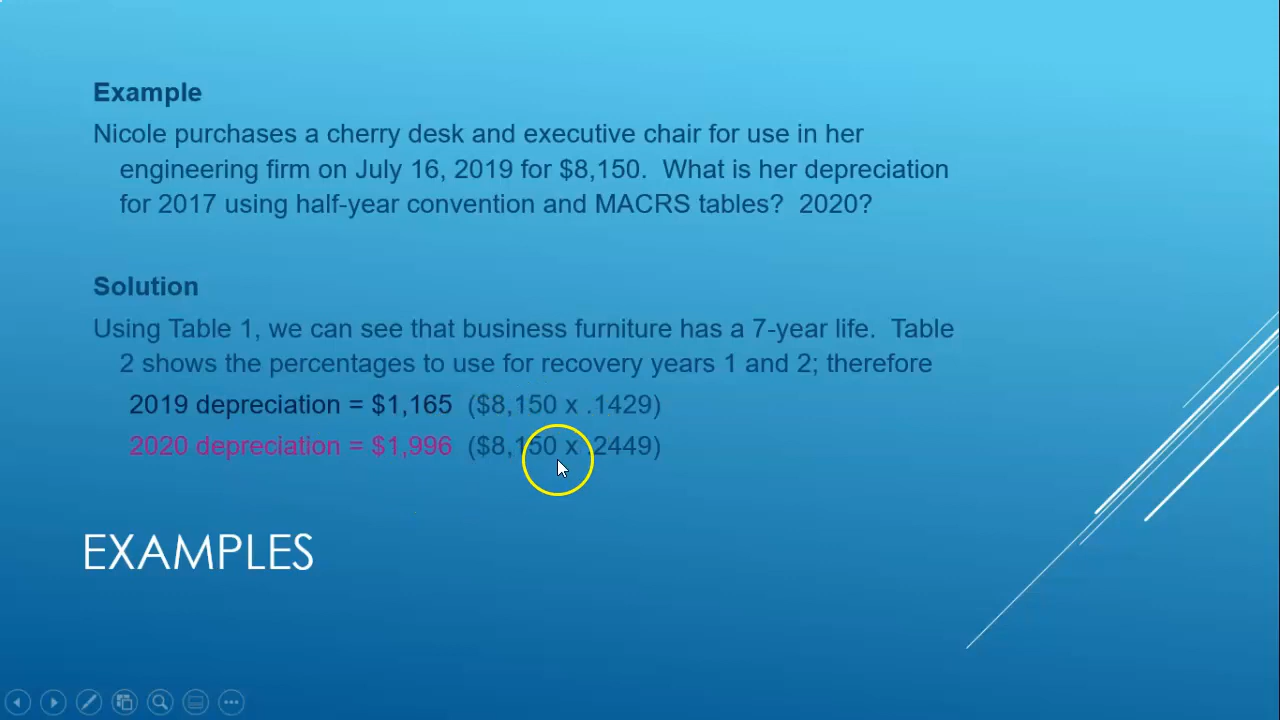 Example
Nicole purchases a cherry desk and executive chair for use in her
engineering firm on July 16, 2019 for $8,150.  What is her depreciation
for 2017 using half-year convention and MACRS tables?  2020?
Solution
Using Table 1, we can see that business furniture has a 7-year life.  Table
2 shows the percentages to use for recovery years 1 and 2; therefore
2019 depreciation = $1,165  ($8,150 x .1429)
2020 depreciation = $1,996  ($8,150 x .2449)
EXAMPLES